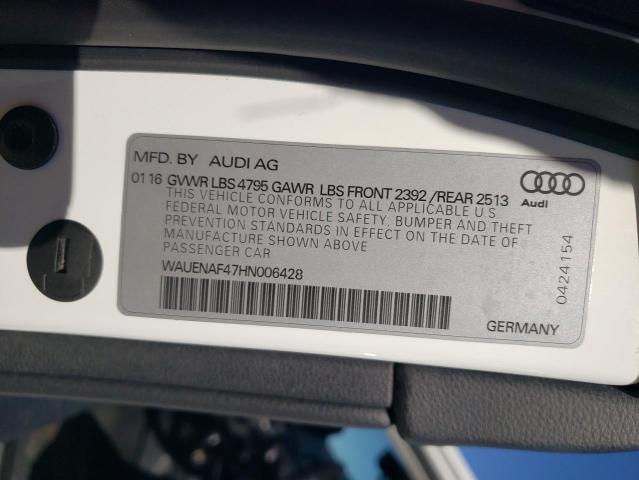 MFD. BY AUDI AG
01 16 GVWR LBS 4795 GAWR LBS FRONT 2392 /REAR 2513
THIS VEHICLE CONFORMS TO ALL APPLICABLE U.S
FEDERAL MOTOR VEHICLE SAFETY, BUMPER AND THEFT
PREVENTION STANDARDS IN EFFECT ON THE DATE OF
MANUFACTURE SHOWN ABOVE
PASSENGER CAR
WAUENAF47HN006428
Audi
0424154
GERMANY